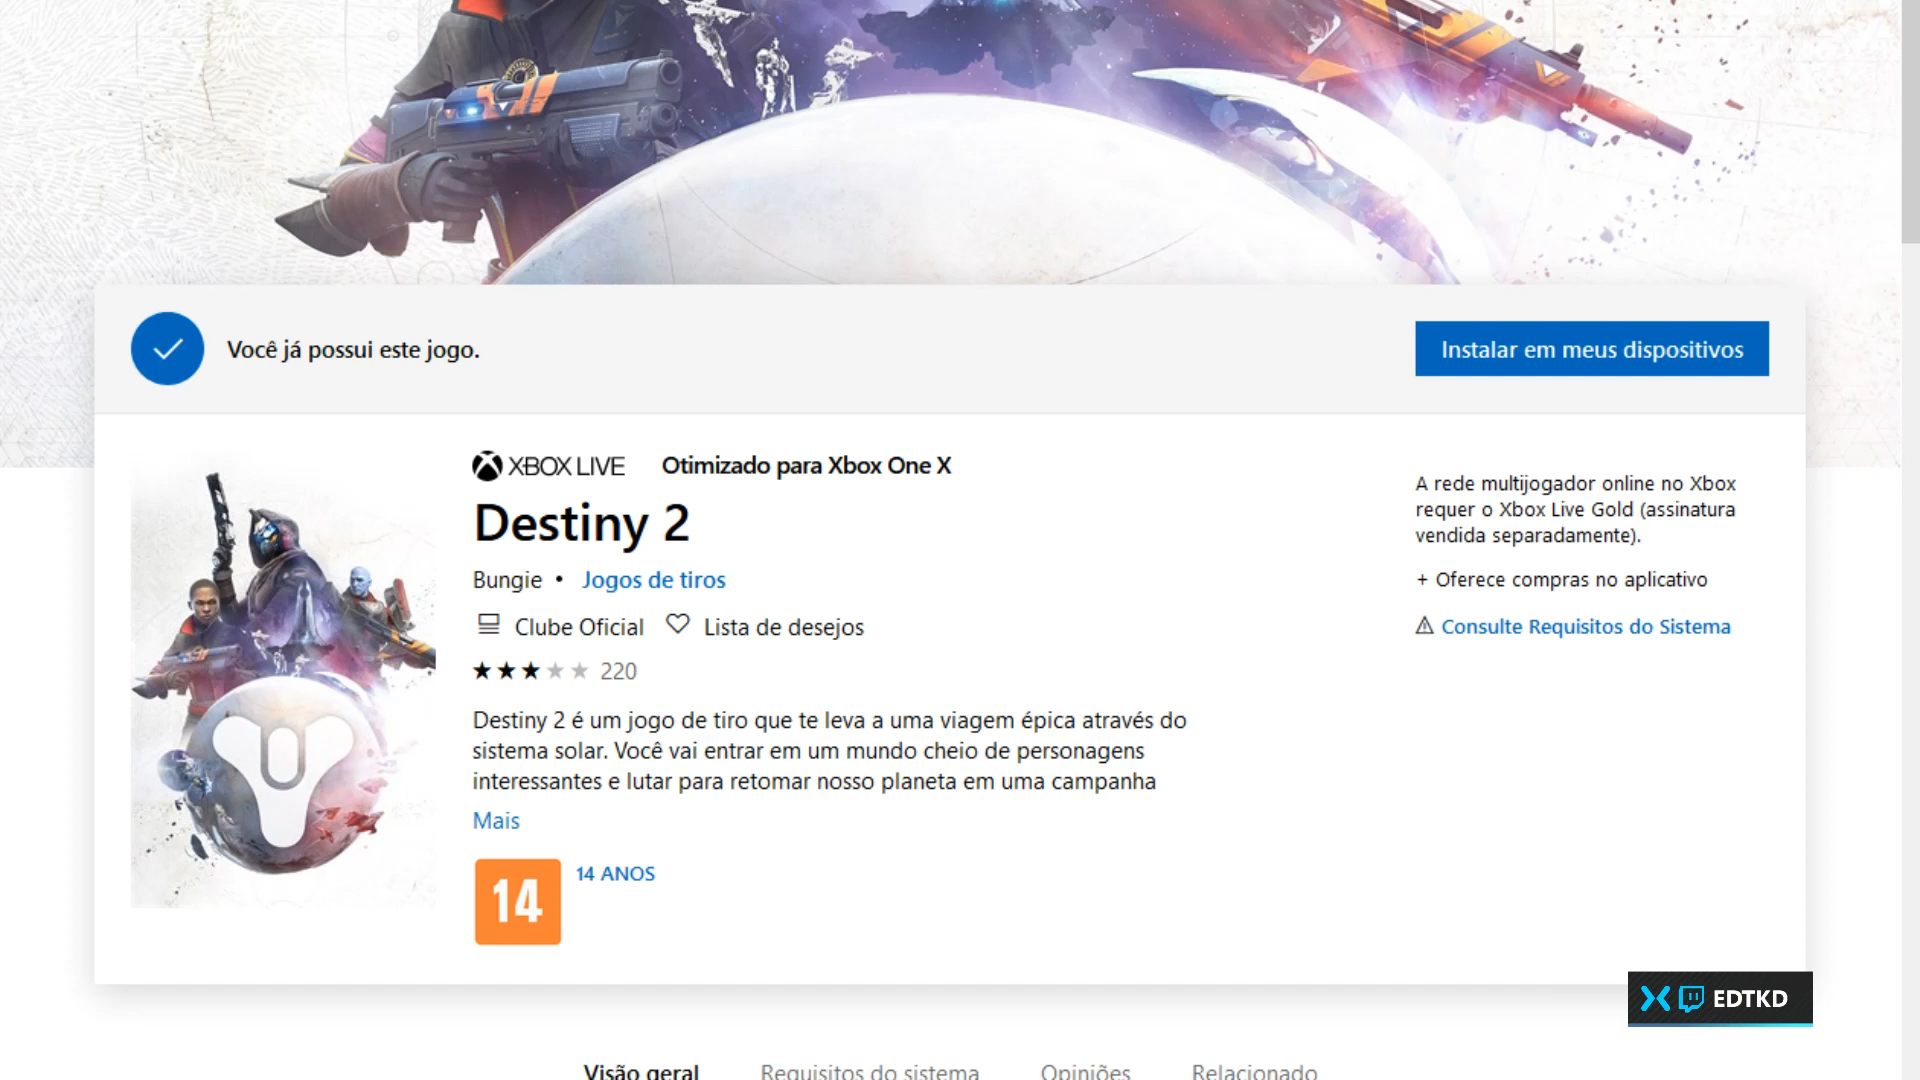 Você já possui este jogo.
Instalar em meus dispositivos
XBOX LIVE Otimizado para Xbox One X
Destiny 2
Bungie • Jogos de tiros
Clube Oficial Lista de desejos
220
Destiny 2 é um jogo de tiro que te leva a uma viagem épica através do
sistema solar. Você vai entrar em um mundo cheio de personagens
interessantes e lutar para retomar nosso planeta em uma campanha
Mais
14
14 ANOS
A rede multijogador online no Xbox
requer o Xbox Live Gold (assinatura
vendida separadamente).
+ Oferece compras no aplicativo
Consulte Requisitos do Sistema
EDTKD
Visão geral Requisitos do sistema Opiniões Relacionado